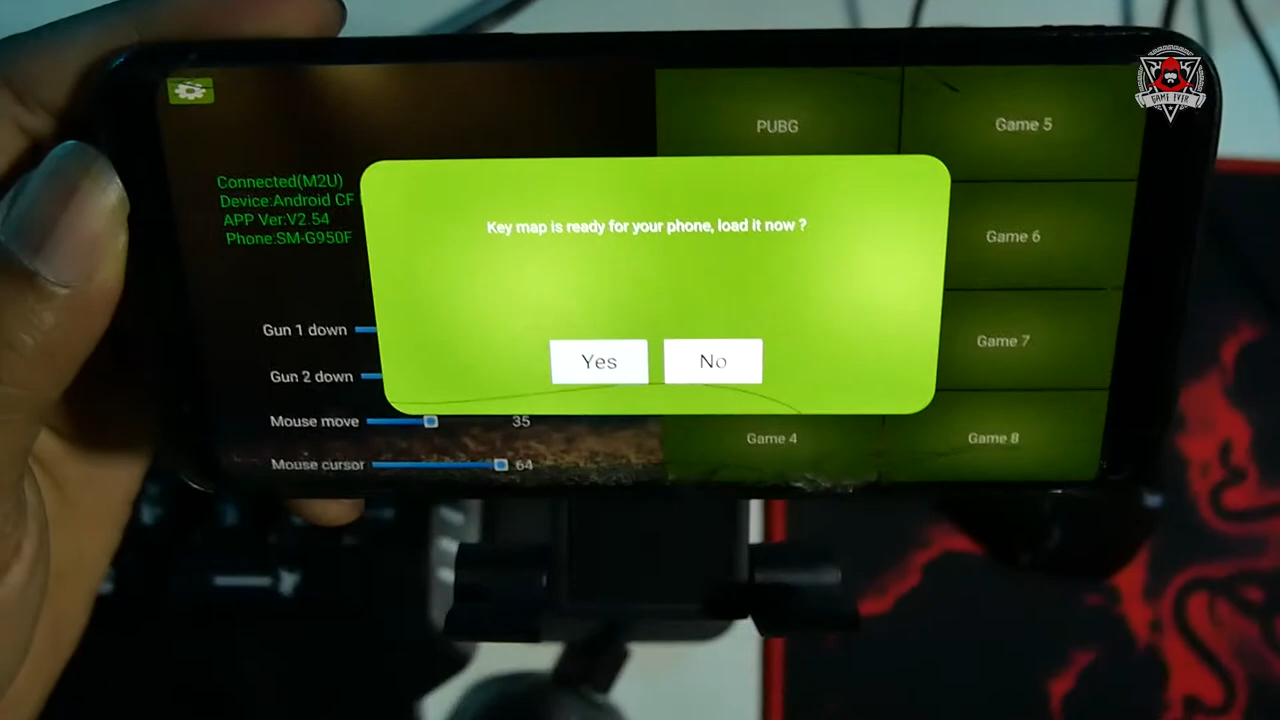 GAME EVER
PUBG
Game 5
Connected(M2U)
Device:Android CF
APP Ver:V2.54
Phone:SM-G950F
Key map is ready for your phone, load it now ?
Game 6
Gun 1 down
Yes
No
Game 7
Gun 2 down
Mouse move
35
Game 4
Game 8
Mouse cursor
64